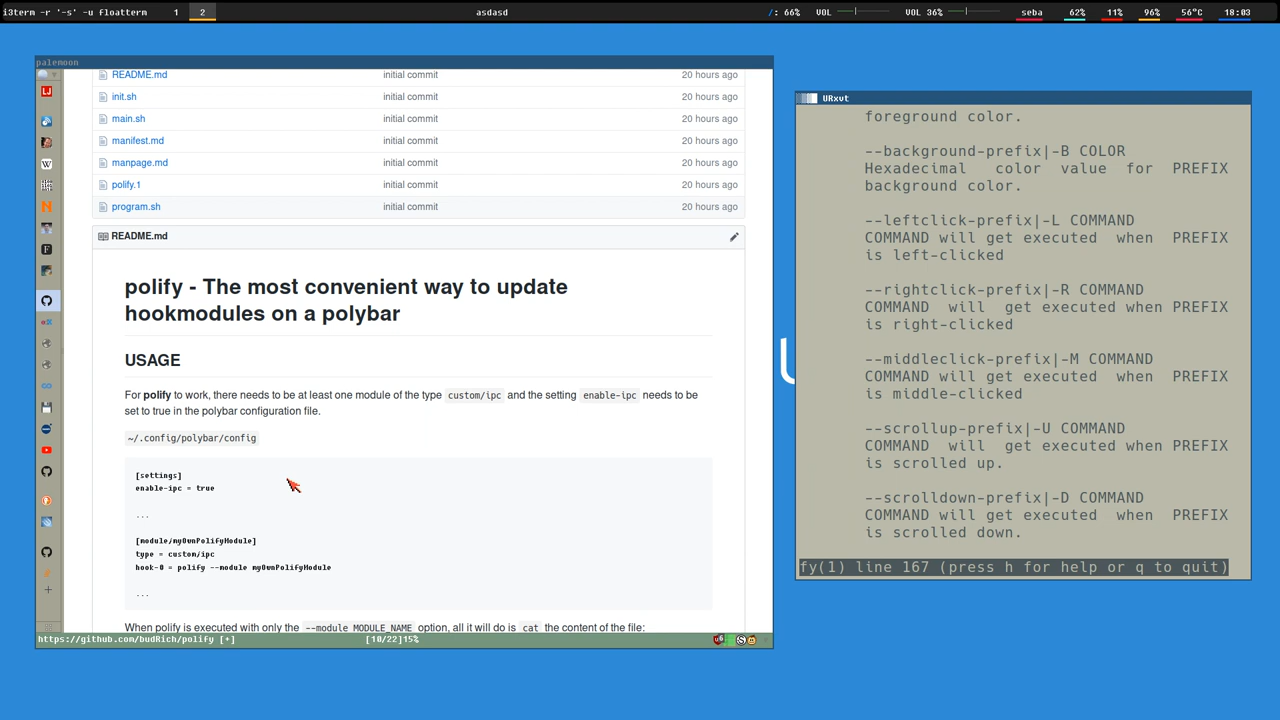 i3term -r '-s' -u floatterm 1 2 asdasd /: 66% VOL VOL 36% seba 62% 11% 96% 56°C 18:03
palemoon
README.md initial commit 20 hours ago
init.sh initial commit 20 hours ago
main.sh initial commit 20 hours ago
manifest.md initial commit 20 hours ago
manpage.md initial commit 20 hours ago
polify.1 initial commit 20 hours ago
program.sh initial commit 20 hours ago
README.md
polify - The most convenient way to update
hookmodules on a polybar
USAGE
For polify to work, there needs to be at least one module of the type custom/ipc and the setting enable-ipc needs to be
set to true in the polybar configuration file.
~/.config/polybar/config
[settings]
enable-ipc = true
...
[module/myOwnPolifyModule]
type = custom/ipc
hook-0 = polify --module myOwnPolifyModule
...
When polify is executed with only the --module MODULE_NAME option, all it will do is cat the content of the file:
https://github.com/budRich/polify [+] [10/22]15%
URxvt
foreground color.
--background-prefix|-B COLOR
Hexadecimal color value for PREFIX
background color.
--leftclick-prefix|-L COMMAND
COMMAND will get executed when PREFIX
is left-clicked
--rightclick-prefix|-R COMMAND
COMMAND will get executed when PREFIX
is right-clicked
--middleclick-prefix|-M COMMAND
COMMAND will get executed when PREFIX
is middle-clicked
--scrollup-prefix|-U COMMAND
COMMAND will get executed when PREFIX
is scrolled up.
--scrolldown-prefix|-D COMMAND
COMMAND will get executed when PREFIX
is scrolled down.
fy(1) line 167 (press h for help or q to quit)